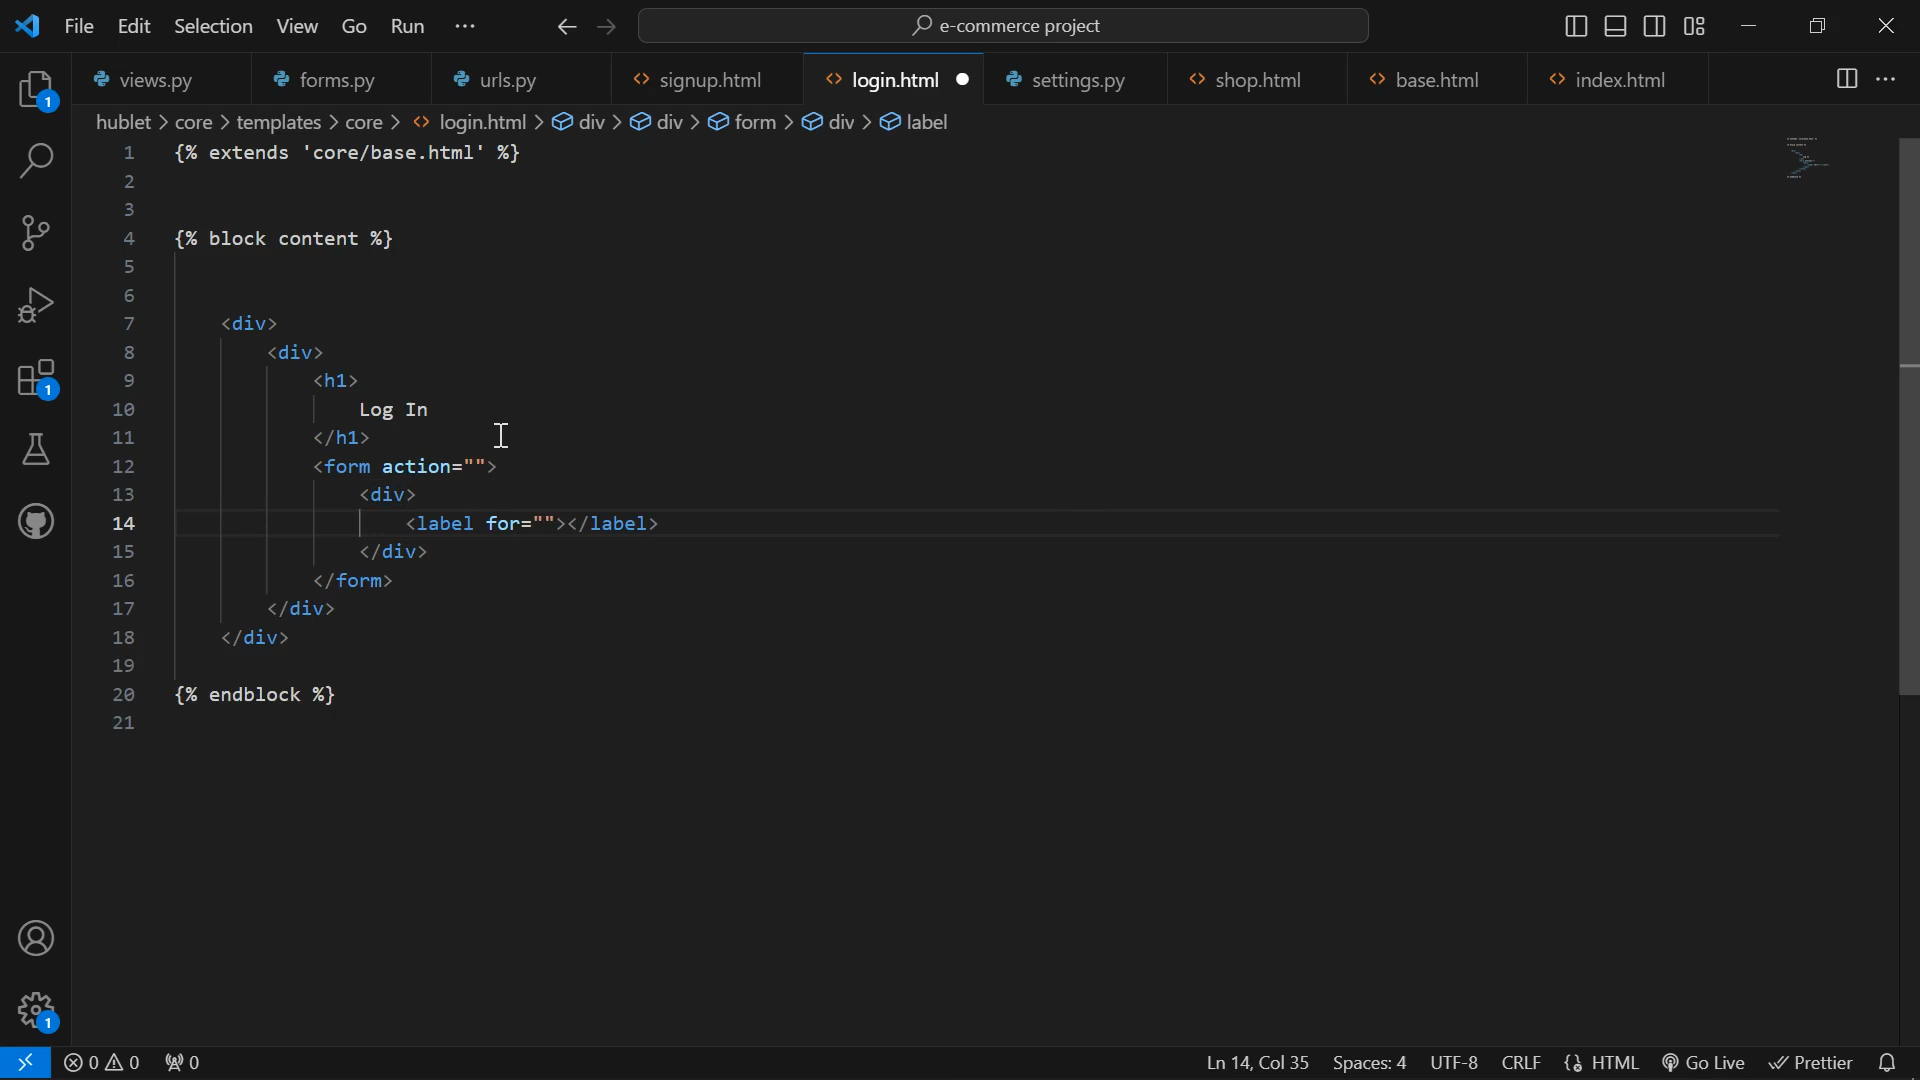 File Edit Selection View Go Run ··· e-commerce project
views.py forms.py urls.py signup.html login.html settings.py shop.html base.html index.html
hublet > core > templates > core > login.html > div > div > form > div > label
1 {% extends 'core/base.html' %}
2
3
4 {% block content %}
5
6
7 <div>
8 <div>
9 <h1>
10 Log In
11 </h1>
12 <form action="">
13 <div>
14 <label for=""></label>
15 </div>
16 </form>
17 </div>
18 </div>
19
20 {% endblock %}
21
1
1
1
0 0 0 Ln 14, Col 35 Spaces: 4 UTF-8 CRLF HTML Go Live Prettier